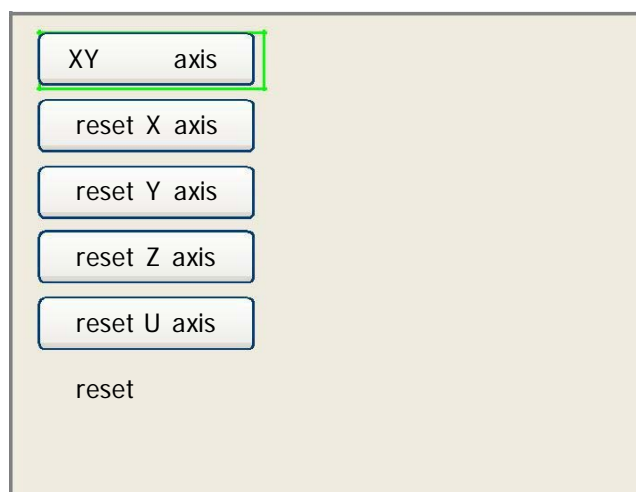 XY axis
reset X axis
reset Y axis
reset Z axis
reset U axis
reset